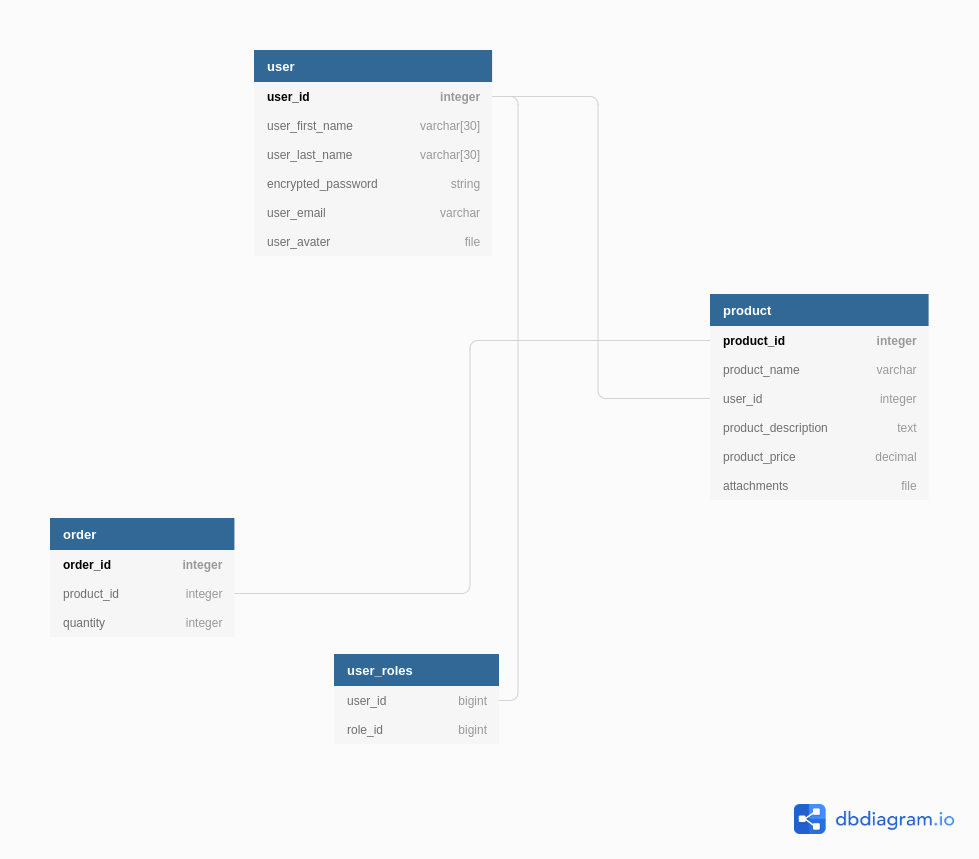 user
user_id integer
user_first_name varchar[30]
user_last_name varchar[30]
encrypted_password string
user_email varchar
user_avater file
product
product_id integer
product_name varchar
user_id integer
product_description text
product_price decimal
attachments file
order
order_id integer
product_id integer
quantity integer
user_roles
user_id bigint
role_id bigint
dbdiagram.io